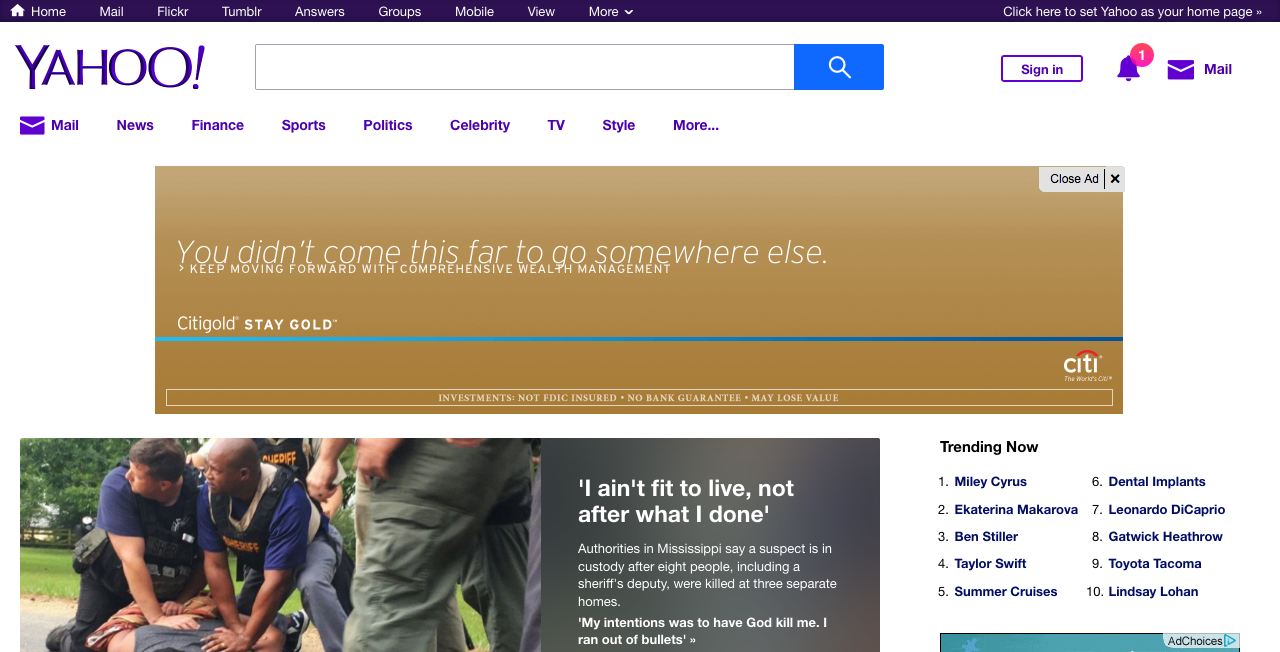 Home Mail Flickr Tumblr Answers Groups Mobile View More Click here to set Yahoo as your home page »
YAHOO!
Sign in
1
Mail
Mail News Finance Sports Politics Celebrity TV Style More...
Close Ad ×
You didn't come this far to go somewhere else.
> KEEP MOVING FORWARD WITH COMPREHENSIVE WEALTH MANAGEMENT
Citigold® STAY GOLD™
citi®
The World's Citi®
INVESTMENTS: NOT FDIC INSURED • NO BANK GUARANTEE • MAY LOSE VALUE
SHERIFF
SHERIFF
'I ain't fit to live, not
after what I done'
Authorities in Mississippi say a suspect is in
custody after eight people, including a
sheriff's deputy, were killed at three separate
homes.
'My intentions was to have God kill me. I
ran out of bullets' »
Trending Now
1. Miley Cyrus
2. Ekaterina Makarova
3. Ben Stiller
4. Taylor Swift
5. Summer Cruises
6. Dental Implants
7. Leonardo DiCaprio
8. Gatwick Heathrow
9. Toyota Tacoma
10. Lindsay Lohan
AdChoices